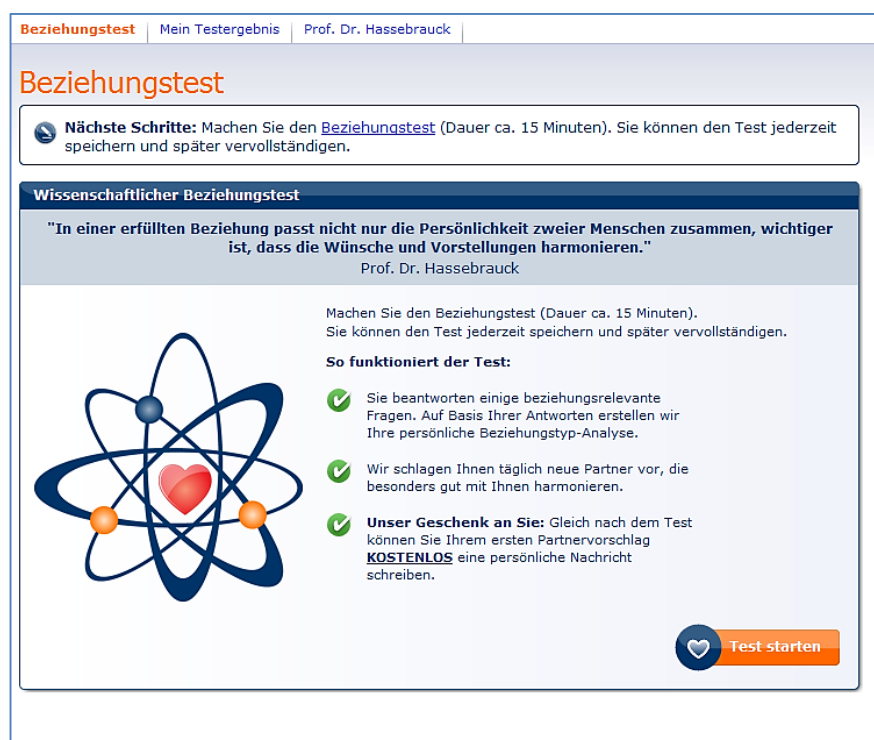 Beziehungstest Mein Testergebnis Prof. Dr. Hassebrauck
Beziehungstest
Nächste Schritte: Machen Sie den Beziehungstest (Dauer ca. 15 Minuten). Sie können den Test jederzeit
speichern und später vervollständigen.
Wissenschaftlicher Beziehungstest
"In einer erfüllten Beziehung passt nicht nur die Persönlichkeit zweier Menschen zusammen, wichtiger
ist, dass die Wünsche und Vorstellungen harmonieren."
Prof. Dr. Hassebrauck
Machen Sie den Beziehungstest (Dauer ca. 15 Minuten).
Sie können den Test jederzeit speichern und später vervollständigen.
So funktioniert der Test:
Sie beantworten einige beziehungsrelevante
Fragen. Auf Basis Ihrer Antworten erstellen wir
Ihre persönliche Beziehungstyp-Analyse.
Wir schlagen Ihnen täglich neue Partner vor, die
besonders gut mit Ihnen harmonieren.
Unser Geschenk an Sie: Gleich nach dem Test
können Sie Ihrem ersten Partnervorschlag
KOSTENLOS eine persönliche Nachricht
schreiben.
Test starten